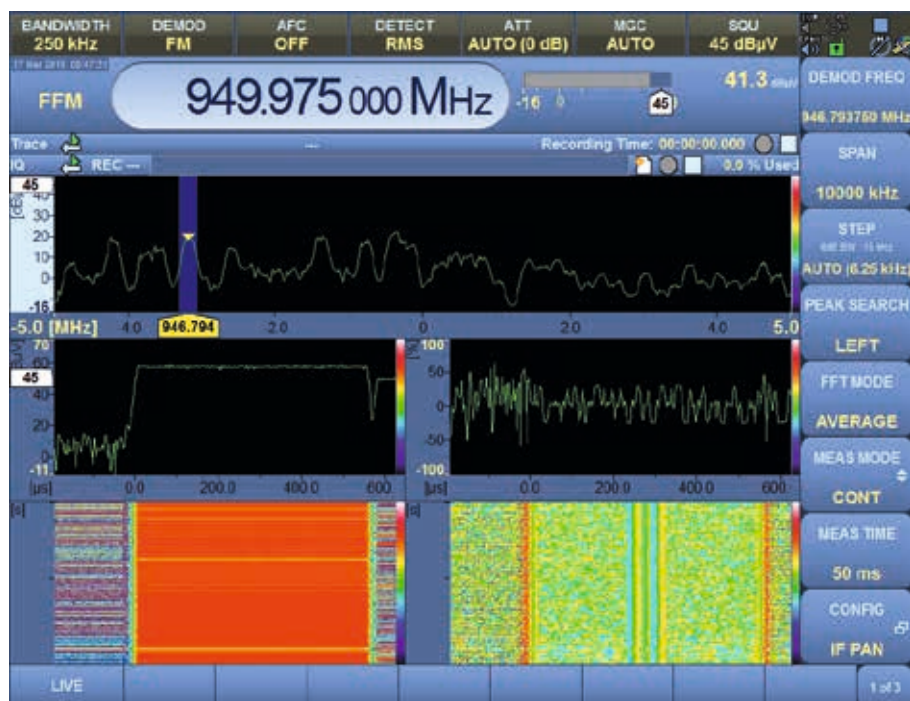 BANDWIDTH DEMOD AFC DETECT ATT MGC SQU
250 kHz FM OFF RMS AUTO (0 dB) AUTO 45 dBµV
FFM 949.975 000 MHz -16 0 45 41.3 dBµV
DEMOD FREQ
946.793750 MHz
Trace --- Recording Time: 00:00:00.000
IQ REC --- 0.0 % Used
SPAN
10000 kHz
45
30
20
10
0
-16
STEP
AUTO (6.25 kHz)
-5.0 [MHz] 4.0 946.794 2.0 0 2.0 4.0 5.0
PEAK SEARCH
LEFT
70
60
45
40
20
0
-11
100
[%]
50
0
-50
-100
FFT MODE
AVERAGE
[µs] 0.0 200.0 400.0 600. [µs] 0.0 200.0 400.0 600.
MEAS MODE
CONT
[s] [s]
MEAS TIME
50 ms
CONFIG
IF PAN
LIVE 1 of 3